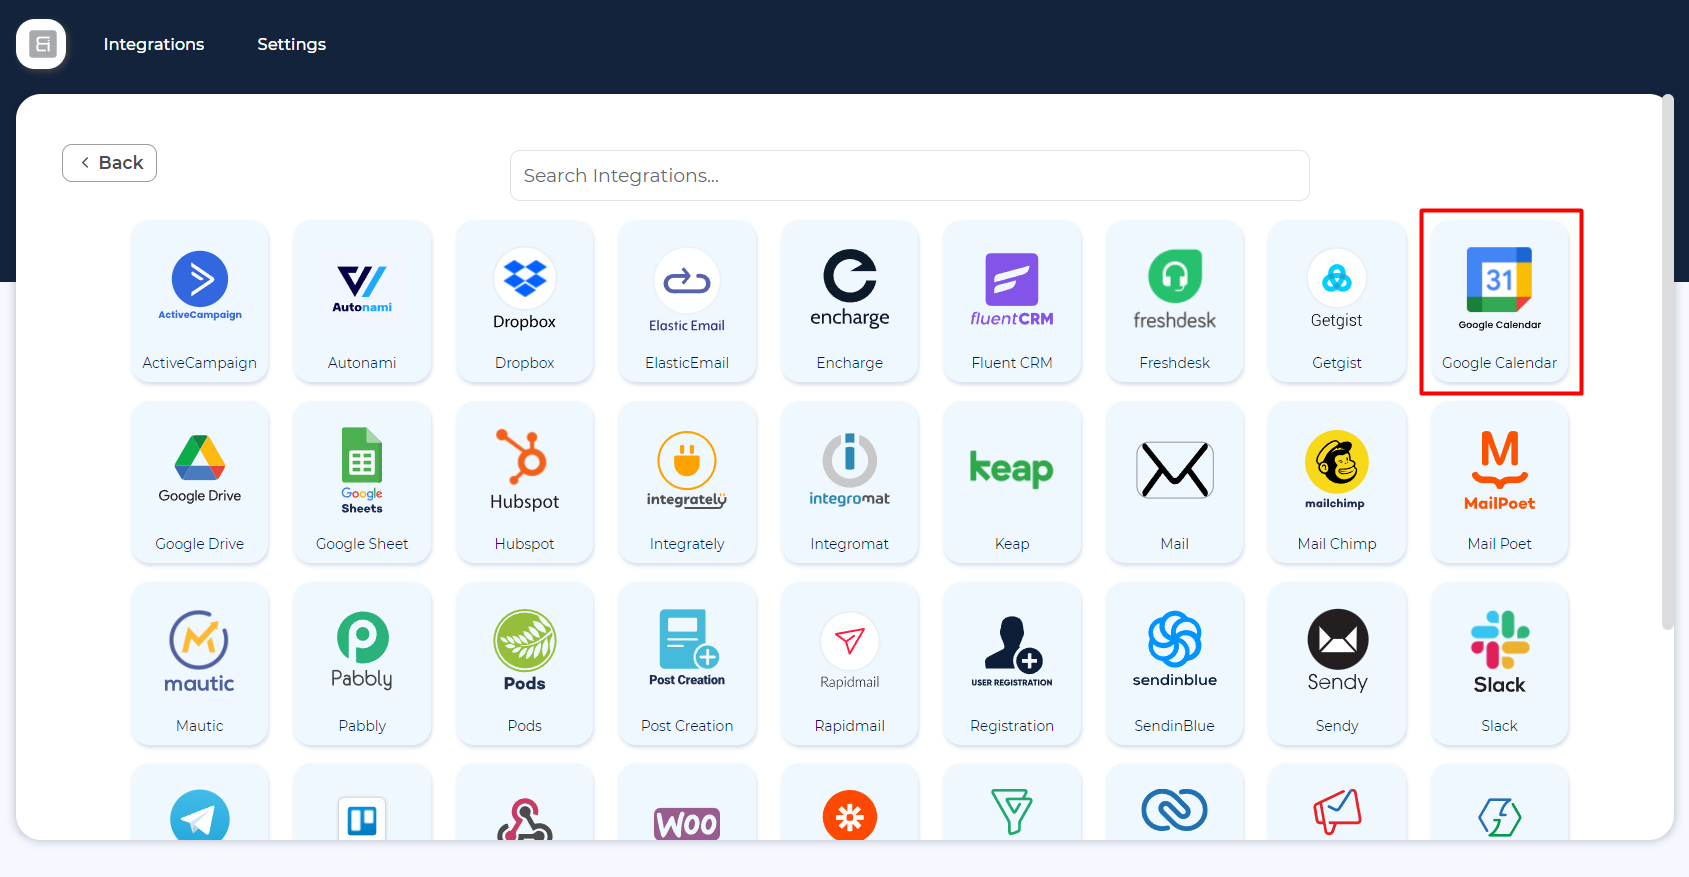 Integrations
Settings
Back
Search Integrations...
ActiveCampaign
Autonami
Dropbox
Elastic Email
encharge
fluentCRM
freshdesk
Getgist
31
Google Calendar
ActiveCampaign
Autonami
Dropbox
ElasticEmail
Encharge
Fluent CRM
Freshdesk
Getgist
Google Calendar
Google Drive
Google
Sheets
Hubspot
integrately
integromat
keap
mailchimp
MailPoet
Google Drive
Google Sheet
Hubspot
Integrately
Integromat
Keap
Mail
Mail Chimp
Mail Poet
mautic
Pabbly
Pods
Post Creation
Rapidmail
USER REGISTRATION
sendinblue
Sendy
Slack
Mautic
Pabbly
Pods
Post Creation
Rapidmail
Registration
SendinBlue
Sendy
Slack
WOO